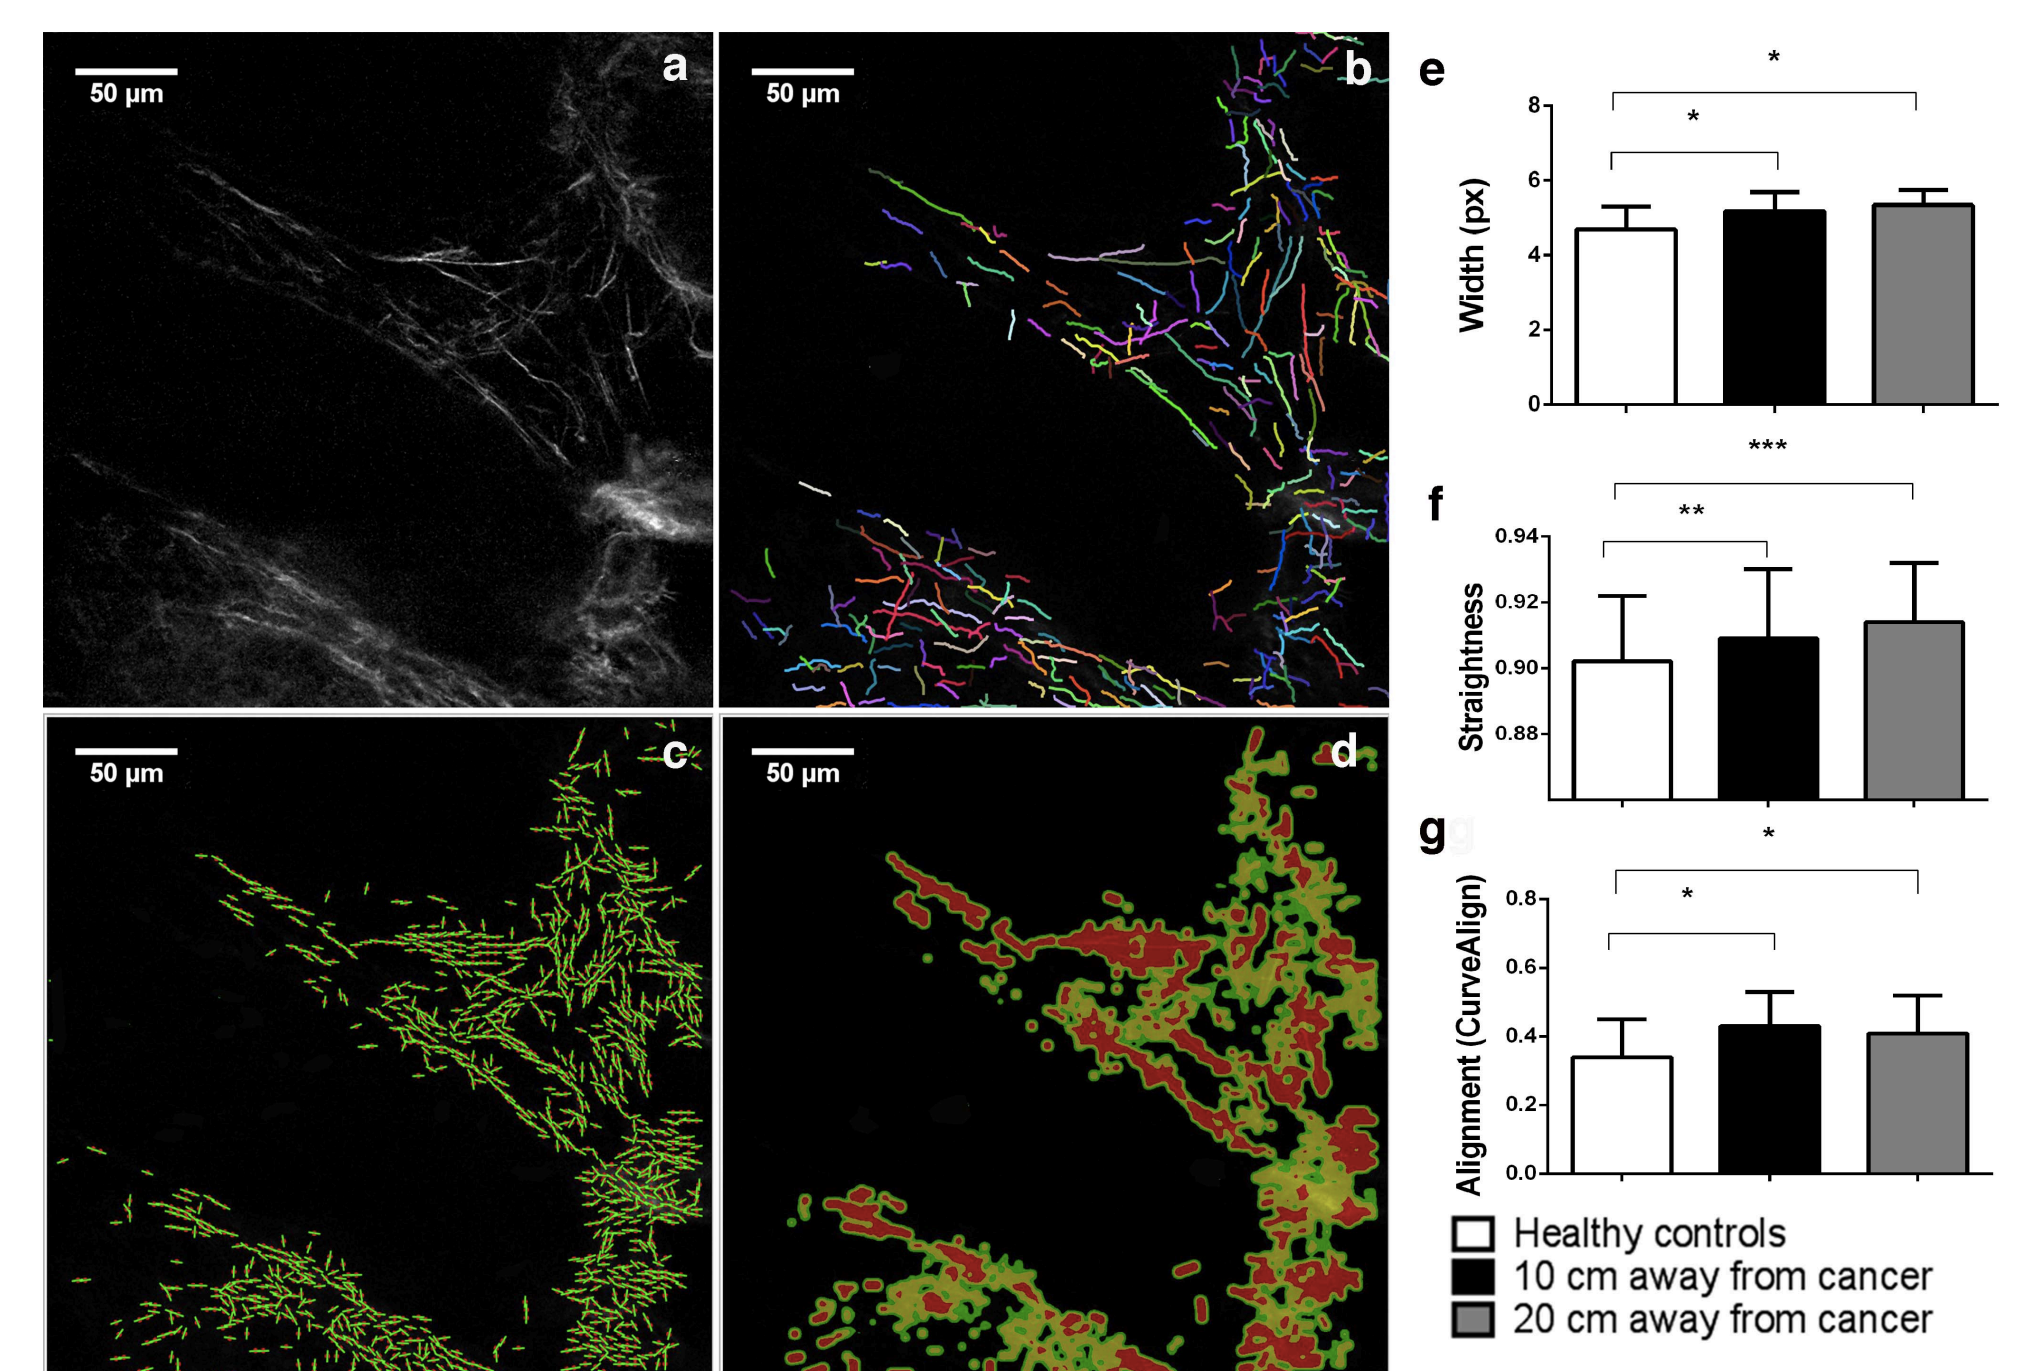 a
50 µm
b
50 µm
c
50 µm
d
50 µm
e
*
*
8
6
4
2
0
Width (px)
f
***
**
0.94
0.92
0.90
0.88
Straightness
g
*
*
0.8
0.6
0.4
0.2
0.0
Alignment (CurveAlign)
Healthy controls
10 cm away from cancer
20 cm away from cancer